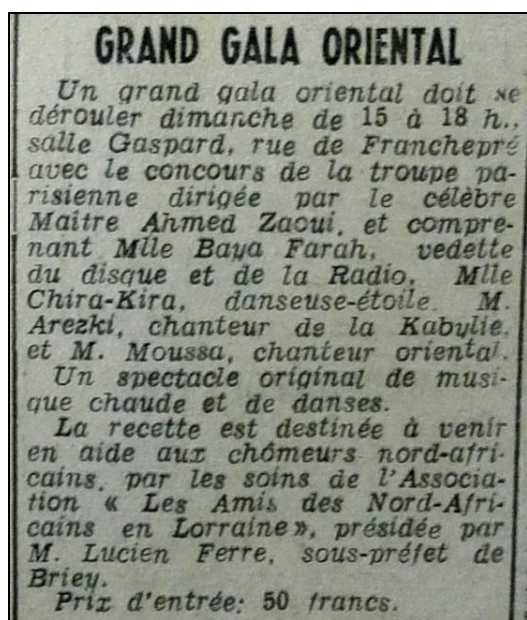 GRAND GALA ORIENTAL
Un grand gala oriental doit se
dérouler dimanche de 15 à 18 h.,
salle Gaspard, rue de Franchepré
avec le concours de la troupe pa-
risienne dirigée par le célèbre
Maître Ahmed Zaoui, et compre-
nant Mlle Baya Farah, vedette
du disque et de la Radio, Mlle
Chira-Kira, danseuse-étoile. M.
Arezki, chanteur de la Kabylie,
et M. Moussa, chanteur oriental.
Un spectacle original de musi-
que chaude et de danses.
La recette est destinée à venir
en aide aux chômeurs nord-afri-
cains, par les soins de l'Associa-
tion « Les Amis des Nord-Afri-
cains en Lorraine », présidée par
M. Lucien Ferre, sous-préfet de
Briey.
Prix d'entrée: 50 francs.